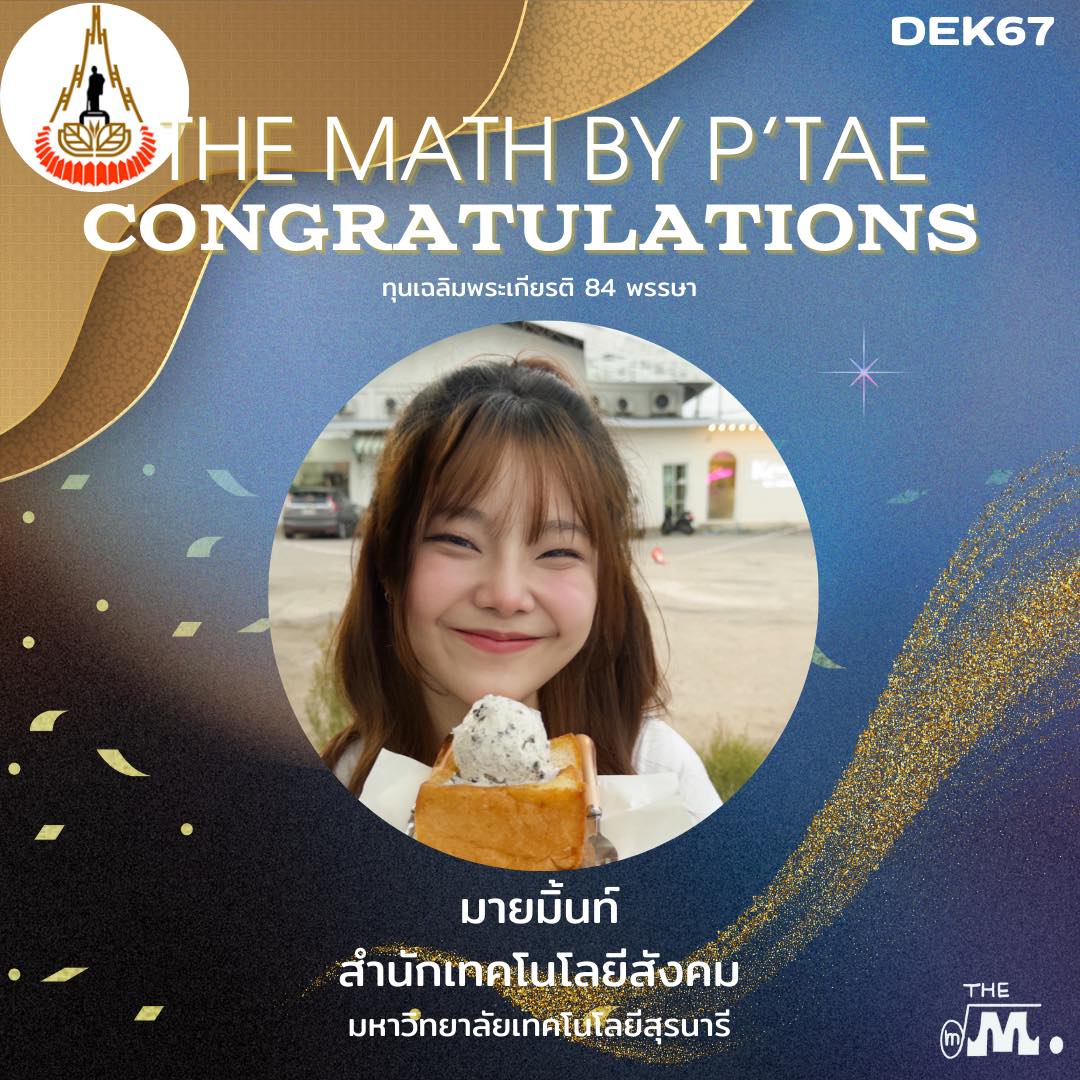 DEK67
THE MATH BY P'TAE
CONGRATULATIONS
ทุนเฉลิมพระเกียรติ 84 พรรษา
มายมิ้นท์
สำนักเทคโนโลยีสังคม
มหาวิทยาลัยเทคโนโลยีสุรนารี
THE
m M.